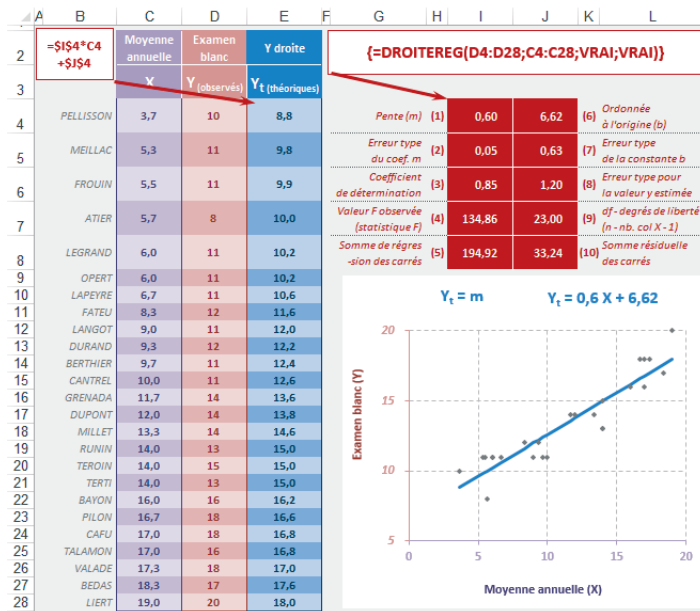 A B C D E F G H I J K L
=$I$4*C4
+$J$4
Moyenne annuelle Examen blanc Y droite
{=DROITEREG(D4:D28;C4:C28;VRAI;VRAI)}
2
3 X Y (observés) Yt (théoriques)
4 PELLISSON 3,7 10 8,8 Pente (m) (1) 0,60 6,62 (6) Ordonnée à l'origine (b)
5 MEILLAC 5,3 11 9,8 Erreur type du coef. m (2) 0,05 0,63 (7) Erreur type de la constante b
6 FROUIN 5,5 11 9,9 Coefficient de détermination (3) 0,85 1,20 (8) Erreur type pour la valeur y estimée
7 ATIER 5,7 8 10,0 Valeur F observée (statistique F) (4) 134,86 23,00 (9) df - degrés de liberté (n - nb. col X - 1)
8 LEGRAND 6,0 11 10,2 Somme de régres -sion des carrés (5) 194,92 33,24 (10) Somme résiduelle des carrés
9 OPERT 6,0 11 10,2
10 LAPEYRE 6,7 11 10,6
11 FATEU 8,3 12 11,6
12 LANGOT 9,0 11 12,0
13 DURAND 9,3 12 12,2
14 BERTHIER 9,7 11 12,4
15 CANTREL 10,0 11 12,6
16 GRENADA 11,7 14 13,6
17 DUPONT 12,0 14 13,8
18 MILLET 13,3 14 14,6
19 RUNIN 14,0 13 15,0
20 TEROIN 14,0 15 15,0
21 TERTI 14,0 13 15,0
22 BAYON 16,0 16 16,2
23 PILON 16,7 18 16,6
24 CAFU 17,0 18 16,8
25 TALAMON 17,0 16 16,8
26 VALADE 17,3 18 17,0
27 BEDAS 18,3 17 17,6
28 LIERT 19,0 20 18,0
Yt = m Yt = 0,6 X + 6,62
Examen blanc (Y)
20
15
10
5
0 5 10 15 20
Moyenne annuelle (X)